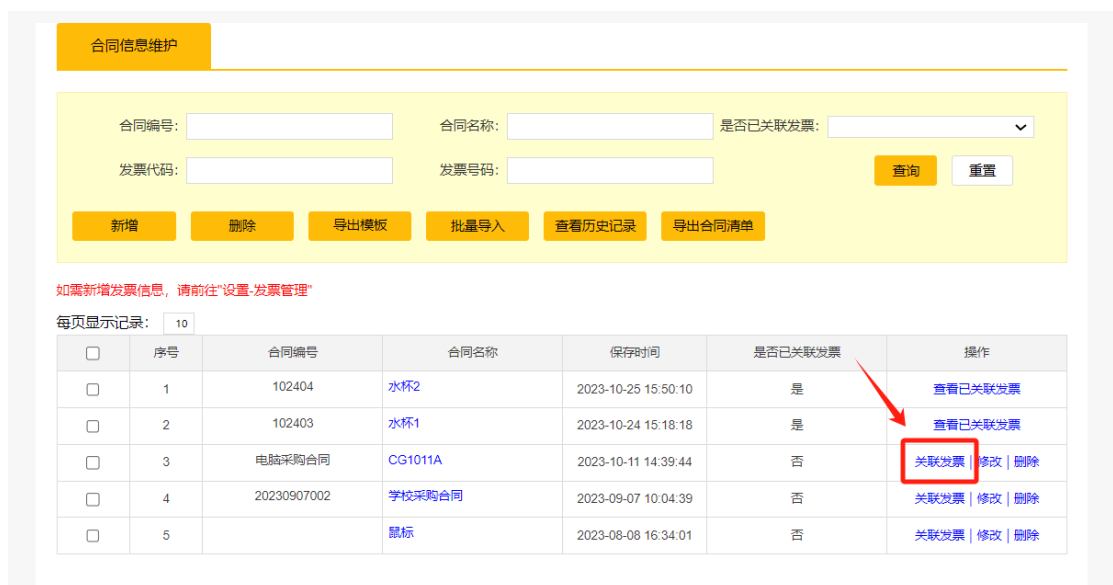 合同信息维护
合同编号: 合同名称: 是否已关联发票:
发票代码: 发票号码: 查询 重置
新增 删除 导出模板 批量导入 查看历史记录 导出合同清单
如需新增发票信息，请前往"设置-发票管理"
每页显示记录： 10
序号 合同编号 合同名称 保存时间 是否已关联发票 操作
1 102404 水杯2 2023-10-25 15:50:10 是 查看已关联发票
2 102403 水杯1 2023-10-24 15:18:18 是 查看已关联发票
3 电脑采购合同 CG1011A 2023-10-11 14:39:44 否 关联发票 | 修改 | 删除
4 20230907002 学校采购合同 2023-09-07 10:04:39 否 关联发票 | 修改 | 删除
5 鼠标 2023-08-08 16:34:01 否 关联发票 | 修改 | 删除